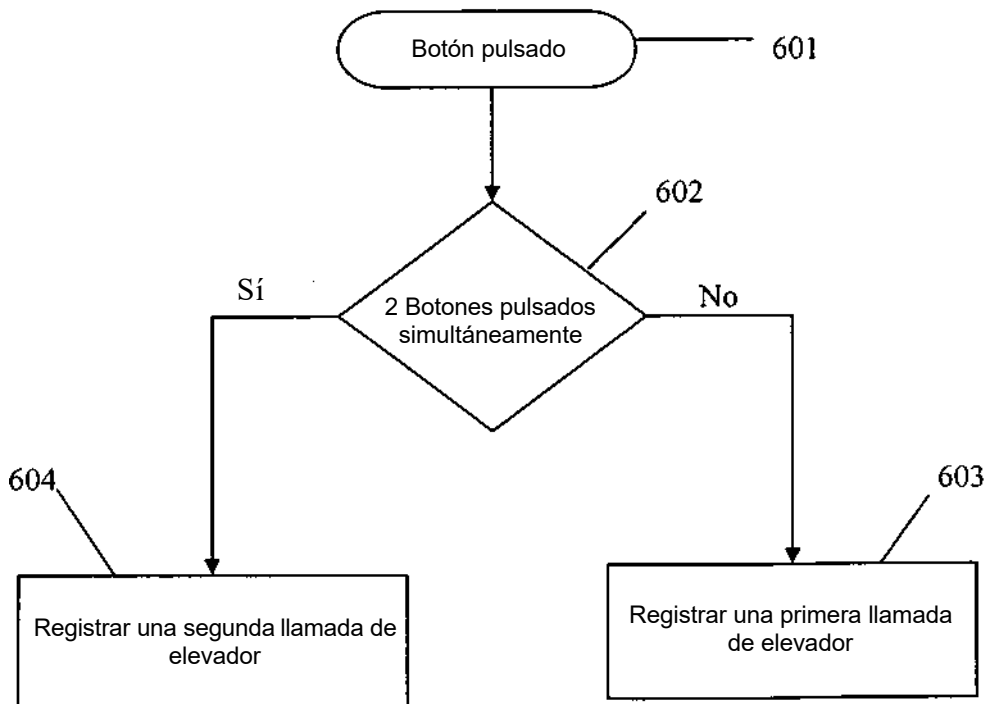 Botón pulsado
601
602
Sí
2 Botones pulsados
simultáneamente
No
604
603
Registrar una segunda llamada de
elevador
Registrar una primera llamada
de elevador